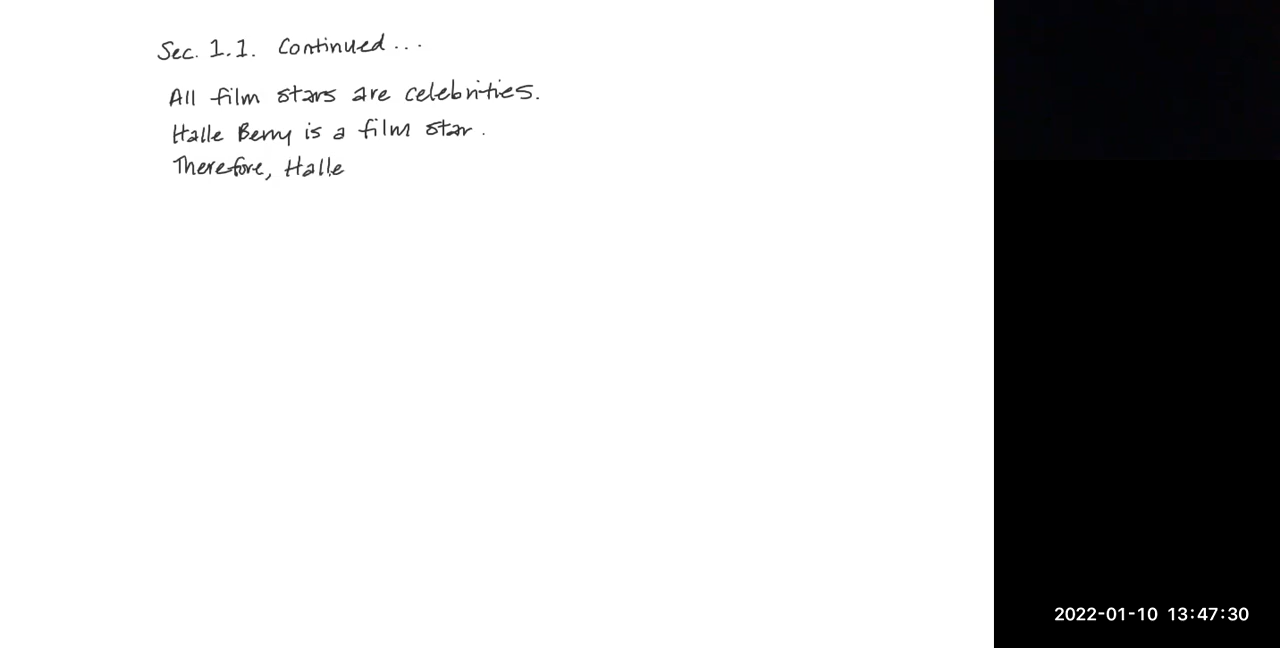 Sec. 1.1. Continued...
All film stars are celebrities.
Halle Berry is a film star.
Therefore, Halle
2022-01-10 13:47:30